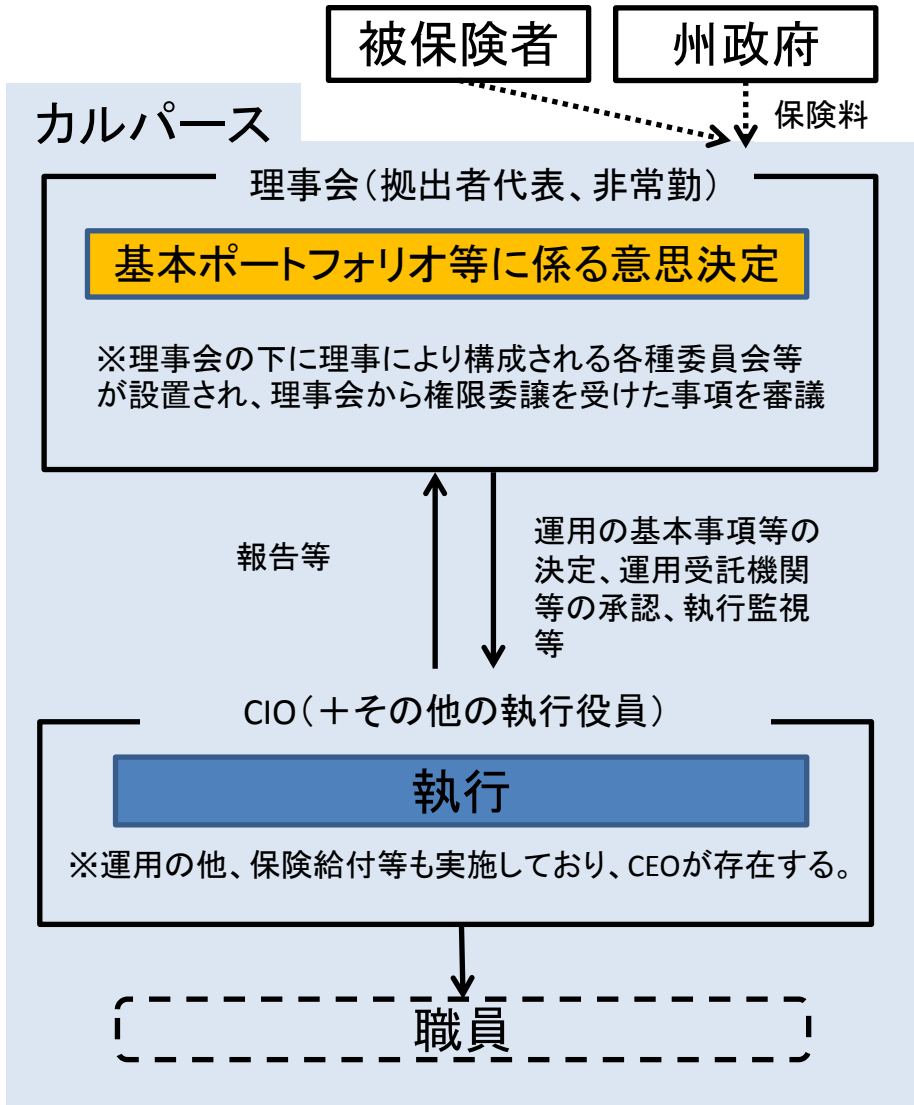 被保険者
州政府
保険料
カルパース
理事会（拠出者代表、非常勤）
基本ポートフォリオ等に係る意思決定
※理事会の下に理事により構成される各種委員会等
が設置され、理事会から権限委譲を受けた事項を審議
報告等
運用の基本事項等の
決定、運用受託機関
等の承認、執行監視
等
CIO（＋その他の執行役員）
執行
※運用の他、保険給付等も実施しており、CEOが存在する。
職員